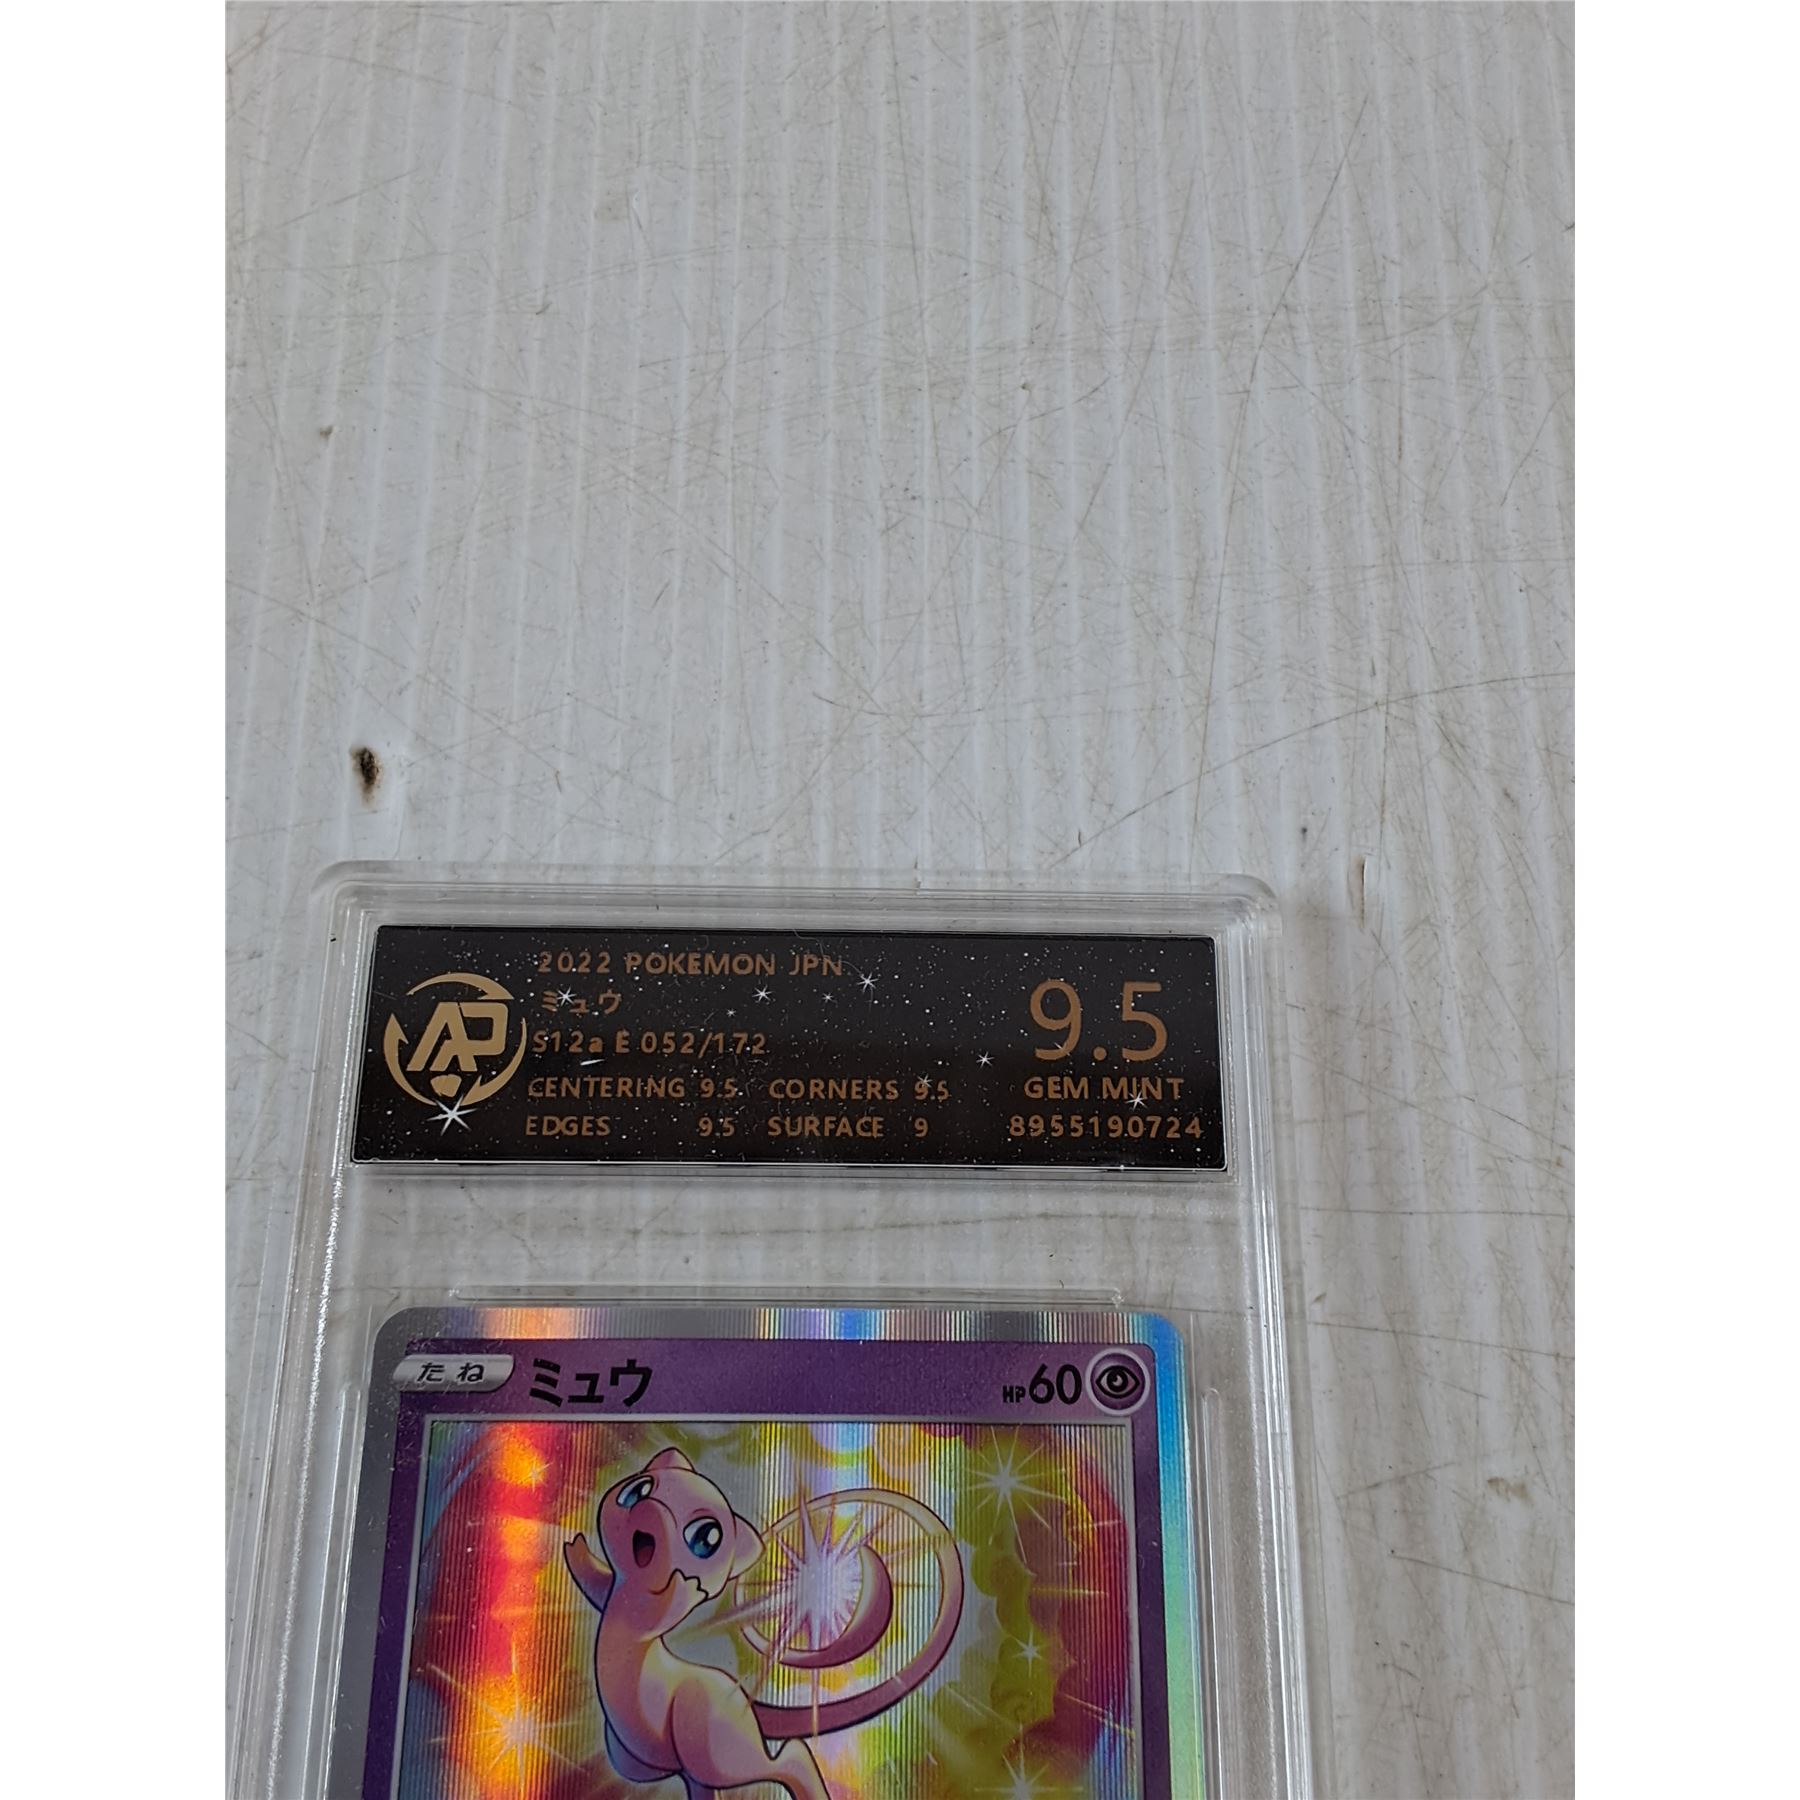 2022 POKEMON JPN
ミュウ
S12a E 052/172
CENTERING 9.5 CORNERS 9.5
EDGES 9.5 SURFACE 9
9.5
GEM MINT
8955190724
AP
たね ミュウ HP60